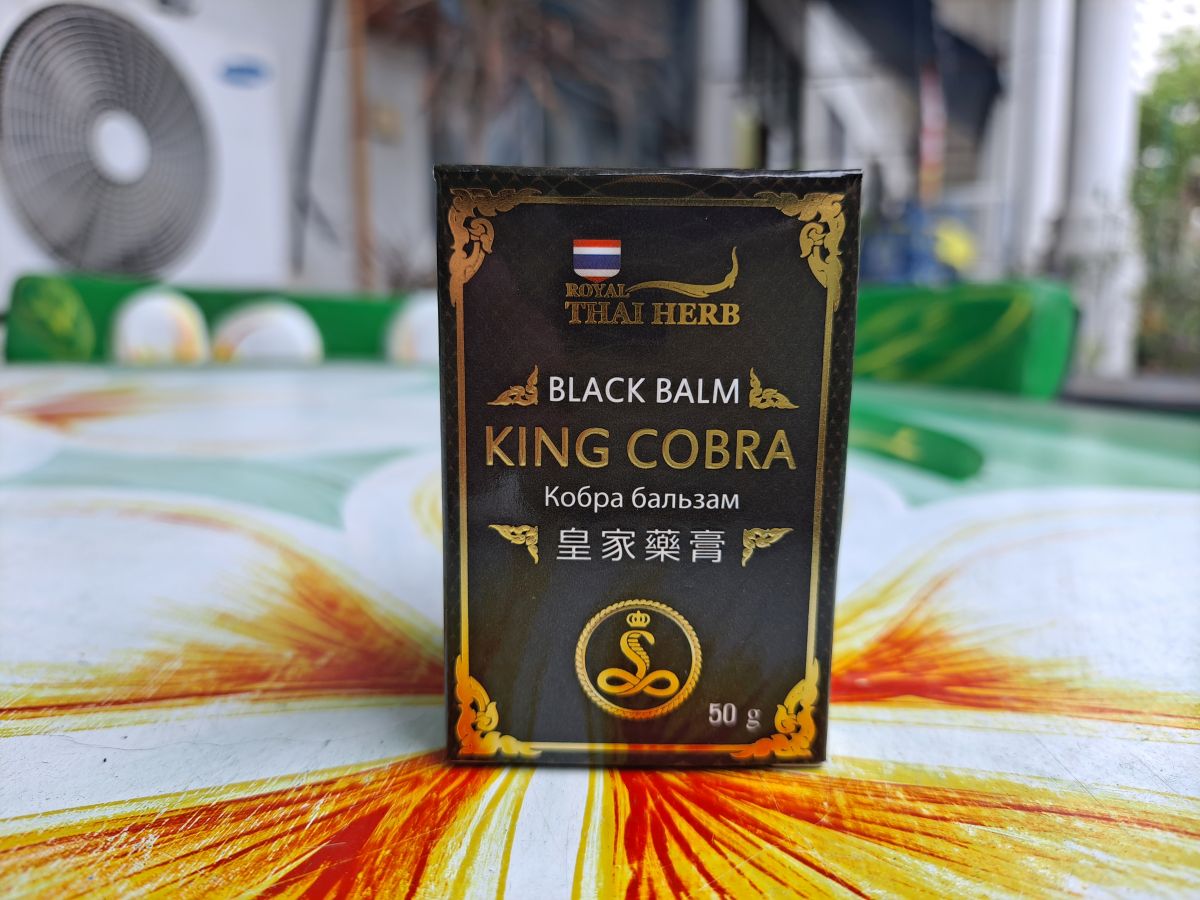 ROYAL
THAI HERB
BLACK BALM
KING COBRA
Кобра бальзам
皇家藥膏
50 g